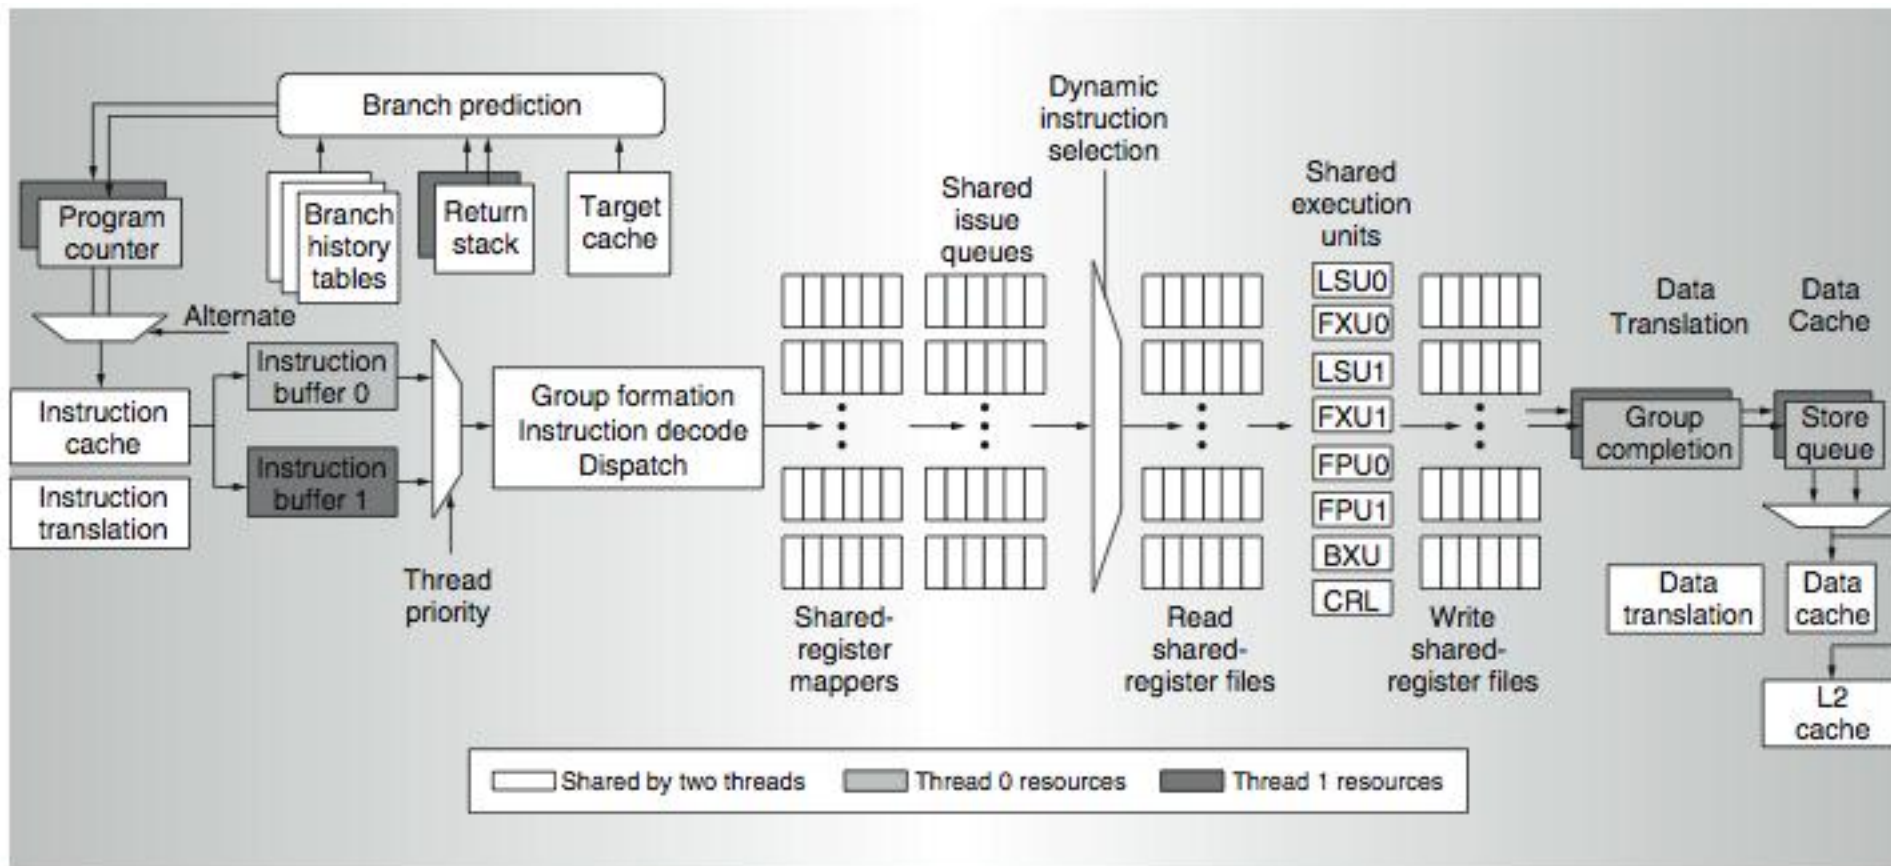 Branch prediction
Program
counter
Branch
history
tables
Return
stack
Target
cache
Alternate
Instruction
cache
Instruction
translation
Instruction
buffer 0
Instruction
buffer 1
Thread
priority
Group formation
Instruction decode
Dispatch
Shared-
register
mappers
Shared
issue
queues
Dynamic
instruction
selection
Read
shared-
register files
Shared
execution
units
LSU0
FXU0
LSU1
FXU1
FPU0
FPU1
BXU
CRL
Write
shared-
register files
Data
Translation
Data
Cache
Group
completion
Store
queue
Data
translation
Data
cache
L2
cache
Shared by two threads
Thread 0 resources
Thread 1 resources